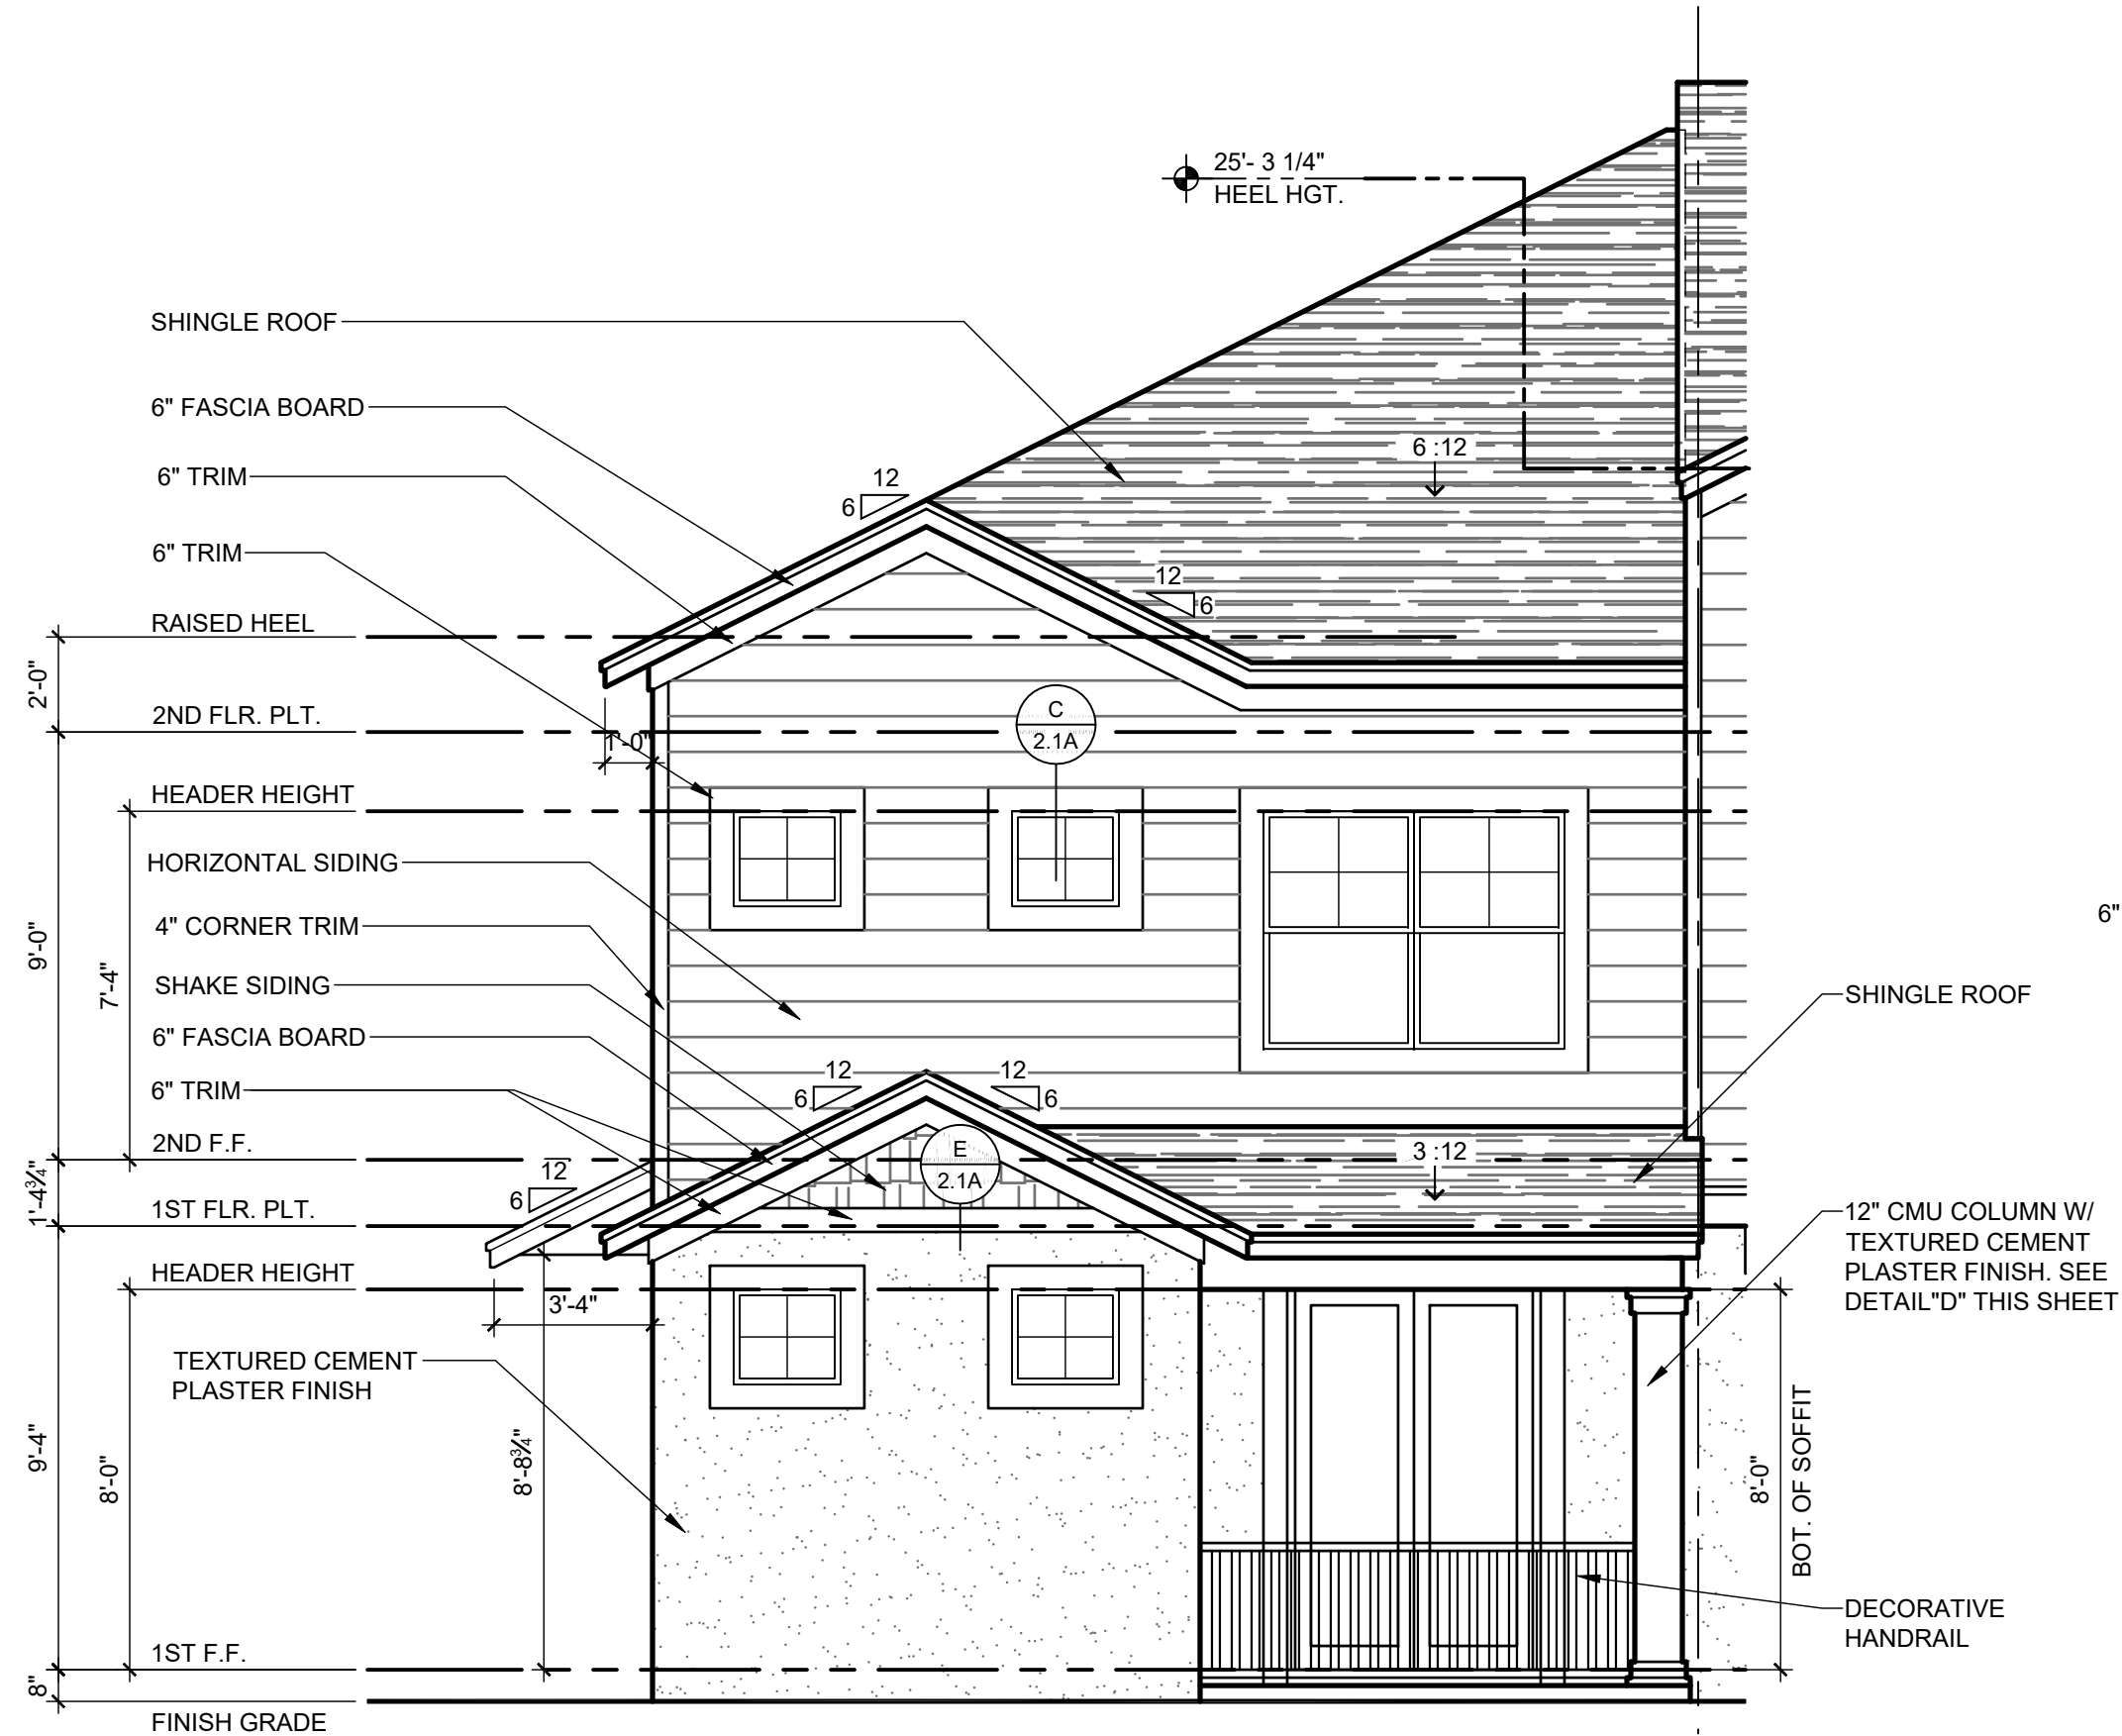 25'- 3 1/4"
HEEL HGT.
SHINGLE ROOF
6" FASCIA BOARD
6 :12
6" TRIM
12
6
6" TRIM
12
6
RAISED HEEL
2'-0"
2ND FLR. PLT.
C
2.1A
1'-0"
HEADER HEIGHT
HORIZONTAL SIDING
6"
4" CORNER TRIM
9'-0"
7'-4"
SHAKE SIDING
SHINGLE ROOF
6" FASCIA BOARD
12
6
12
6
6" TRIM
2ND F.F.
E
2.1A
3 :12
12
6
1'-4¾"
1ST FLR. PLT.
12" CMU COLUMN W/
TEXTURED CEMENT
PLASTER FINISH. SEE
DETAIL"D" THIS SHEET
HEADER HEIGHT
3'-4"
TEXTURED CEMENT
PLASTER FINISH
9'-4"
8'-0"
8'-8¾"
8'-0"
BOT. OF SOFFIT
DECORATIVE
HANDRAIL
1ST F.F.
8"
FINISH GRADE